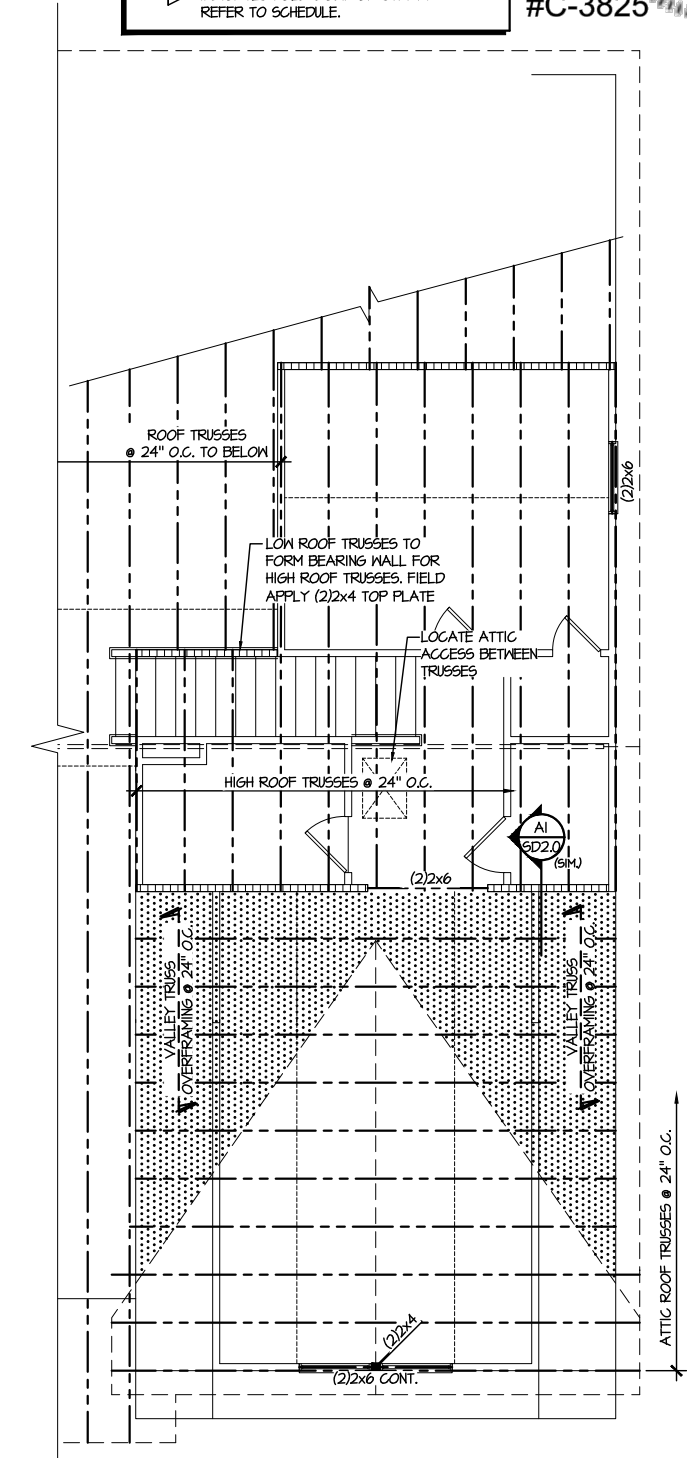 REFER TO SCHEDULE.
#C-3825
ROOF TRUSSES
@ 24" O.C. TO BELOW
(2)2x6
LOW ROOF TRUSSES TO
FORM BEARING WALL FOR
HIGH ROOF TRUSSES. FIELD
APPLY (2)2x4 TOP PLATE
LOCATE ATTIC
ACCESS BETWEEN
TRUSSES
HIGH ROOF TRUSSES @ 24" O.C.
A1
SD2.0
(SIM.)
(2)2x6
VALLEY TRUSS
OVERFRAMING @ 24" O.C.
VALLEY TRUSS
OVERFRAMING @ 24" O.C.
ATTIC ROOF TRUSSES @ 24" O.C.
(2)2x4
(2)2x6 CONT.